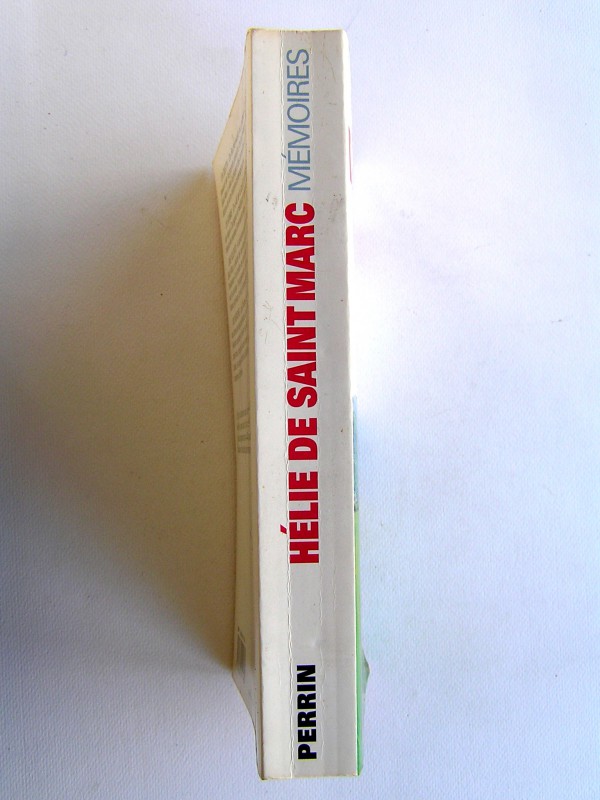 PERRIN
HÉLIE DE SAINT MARC MÉMOIRES